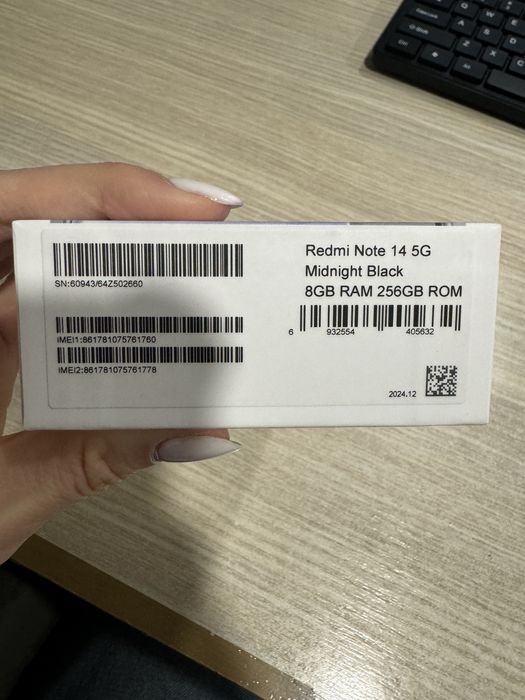 SN:60943/64Z502660
IMEI1:861781075761760
IMEI2:861781075761778
Redmi Note 14 5G
Midnight Black
8GB RAM 256GB ROM
6 932554 405632
2024.12